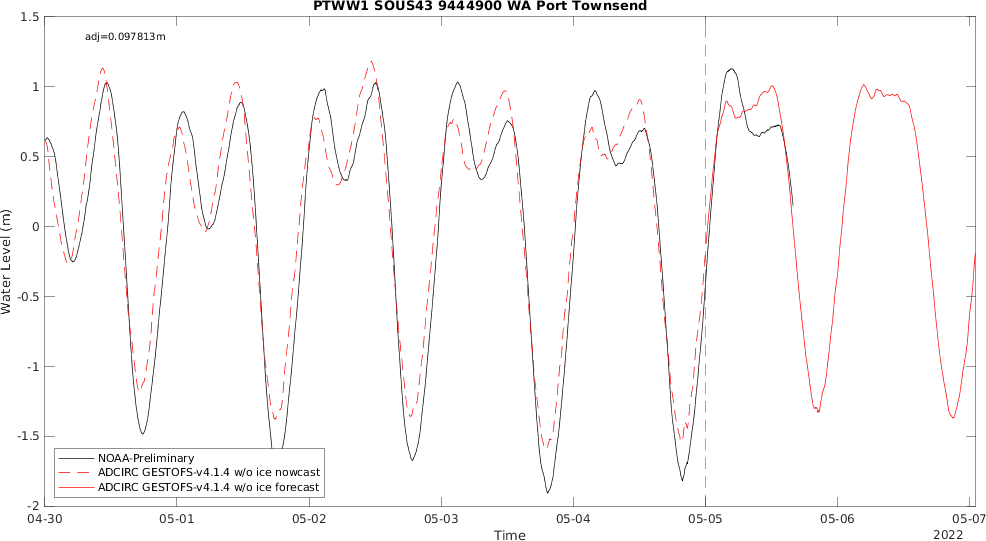 PTWW1 SOUS43 9444900 WA Port Townsend
adj=0.097813m
1.5
1
0.5
0
-0.5
-1
-1.5
-2
Water Level (m)
NOAA-Preliminary
ADCIRC GESTOFS-v4.1.4 w/o ice nowcast
ADCIRC GESTOFS-v4.1.4 w/o ice forecast
04-30 05-01 05-02 05-03 05-04 05-05 05-06 05-07
Time
2022